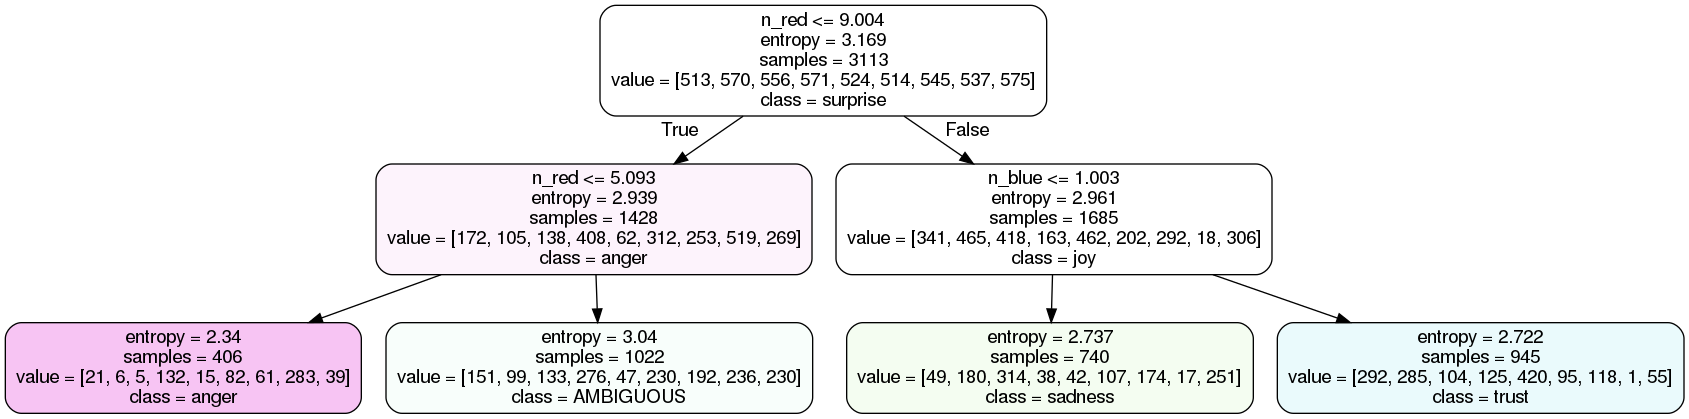 n_red <= 9.004
entropy = 3.169
samples = 3113
value = [513, 570, 556, 571, 524, 514, 545, 537, 575]
class = surprise
True
False
n_red <= 5.093
entropy = 2.939
samples = 1428
value = [172, 105, 138, 408, 62, 312, 253, 519, 269]
class = anger
n_blue <= 1.003
entropy = 2.961
samples = 1685
value = [341, 465, 418, 163, 462, 202, 292, 18, 306]
class = joy
entropy = 2.34
samples = 406
value = [21, 6, 5, 132, 15, 82, 61, 283, 39]
class = anger
entropy = 3.04
samples = 1022
value = [151, 99, 133, 276, 47, 230, 192, 236, 230]
class = AMBIGUOUS
entropy = 2.737
samples = 740
value = [49, 180, 314, 38, 42, 107, 174, 17, 251]
class = sadness
entropy = 2.722
samples = 945
value = [292, 285, 104, 125, 420, 95, 118, 1, 55]
class = trust